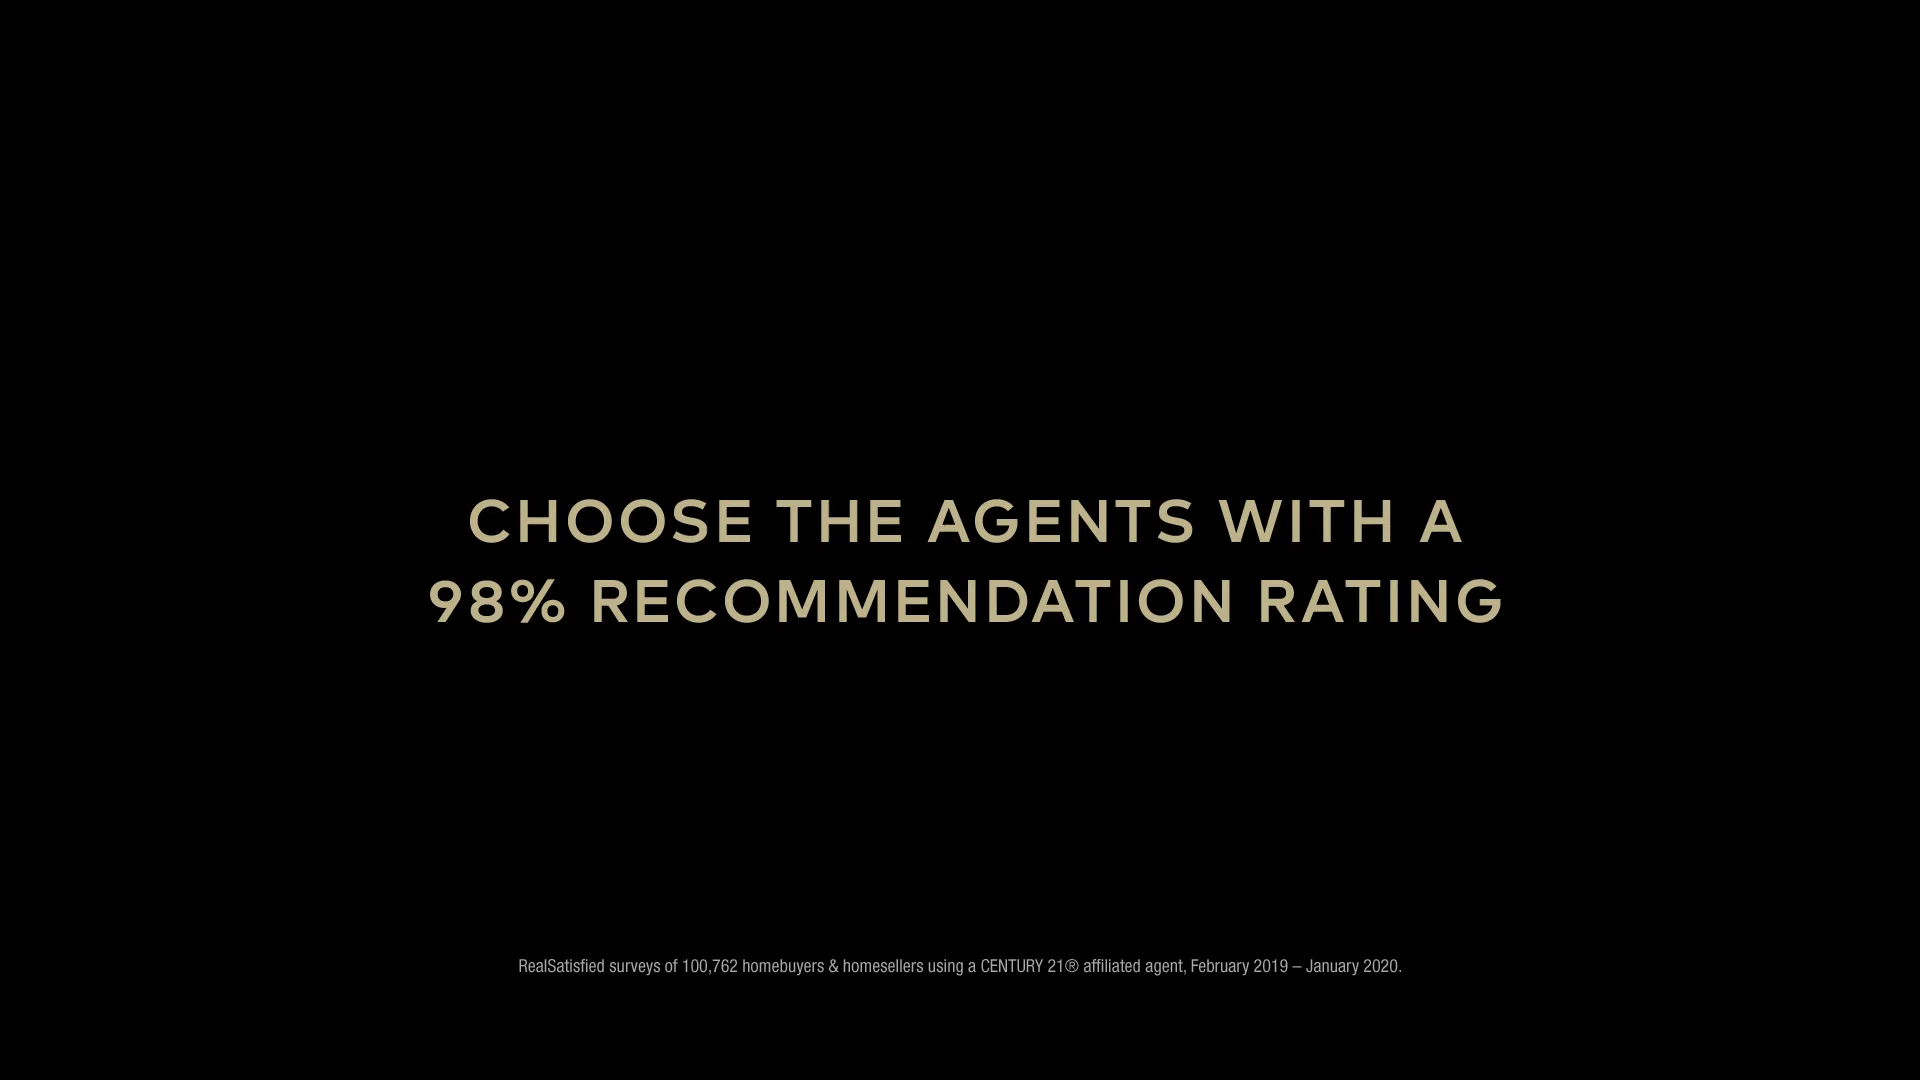 CHOOSE THE AGENTS WITH A
98% RECOMMENDATION RATING
RealSatisfied surveys of 100,762 homebuyers & homesellers using a CENTURY 21® affiliated agent, February 2019 – January 2020.